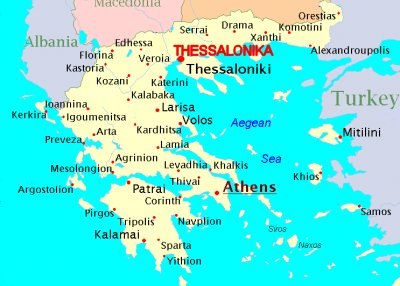 Macedonia
Orestias
Drama
Komotini
Serrai
Xanthi
Albania
Edhessa
Florina
Veroia
THESSALONIKA
Alexandroupolis
Kastoria
Thessaloniki
Kozani
Katerini
Kalabaka
Turkey
Ioannina
Larisa
Kerkira
Igoumenitsa
Volos
Aegean
Arta
Kardhitsa
Mitilini
Preveza
Lamia
Agrinion
Levadhia
Khalkis
Sea
Mesolongion
Thivai
Khios
Argostolion
Patrai
Athens
Corinth
Pirgos
Tripolis
Navplion
Samos
Siros
Kalamai
Sparta
Naxos
Yithion